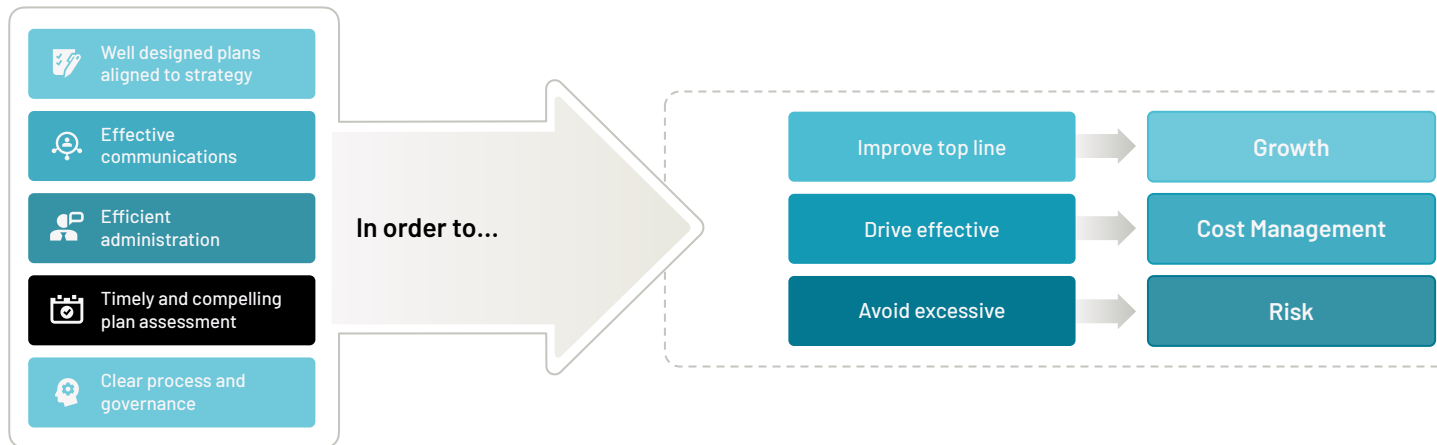 Well designed plans
aligned to strategy
Effective
communications
Efficient
administration
Timely and compelling
plan assessment
Clear process and
governance
In order to...
Improve top line
Growth
Drive effective
Cost Management
Avoid excessive
Risk